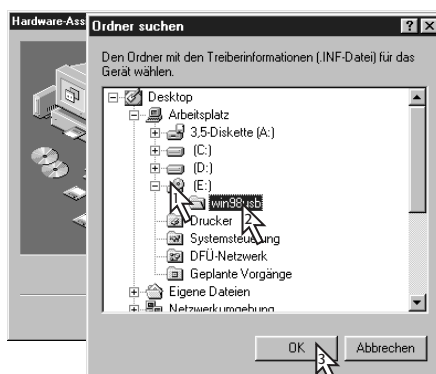 Hardware-Ass
Ordner suchen
Den Ordner mit den Treiberinformationen (.INF-Datei) für das
Gerät wählen.
Desktop
Arbeitsplatz
3,5-Diskette (A:)
(C:)
(D:)
(E:)
1
win98usb
2
Drucker
Systemsteuerung
DFÜ-Netzwerk
Geplante Vorgänge
Eigene Dateien
Netzwerkumgebung
OK
3
Abbrechen